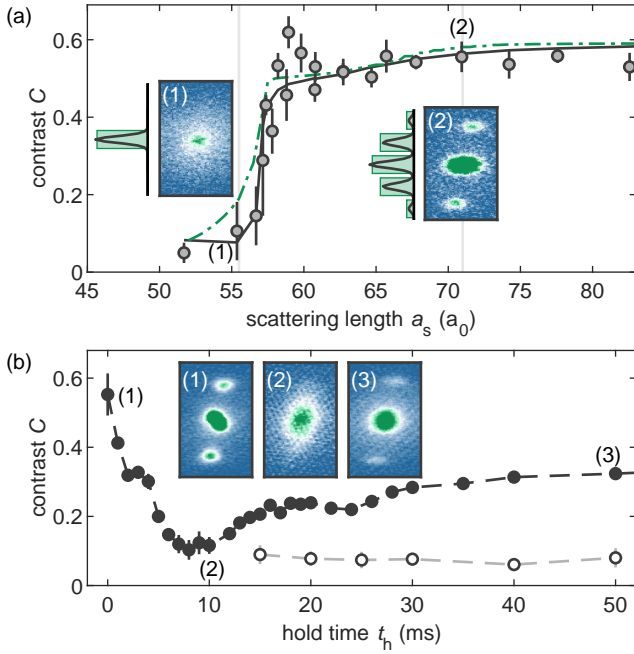 (a)
0.6
0.4
0.2
0
contrast C
(1)
(2)
(2)
(1)
45 50 55 60 65 70 75 80
scattering length a_s (a_0)
(b)
0.6
0.4
0.2
0
contrast C
(1)
(1)
(2)
(3)
(2)
(3)
0 10 20 30 40 50
hold time t_h (ms)